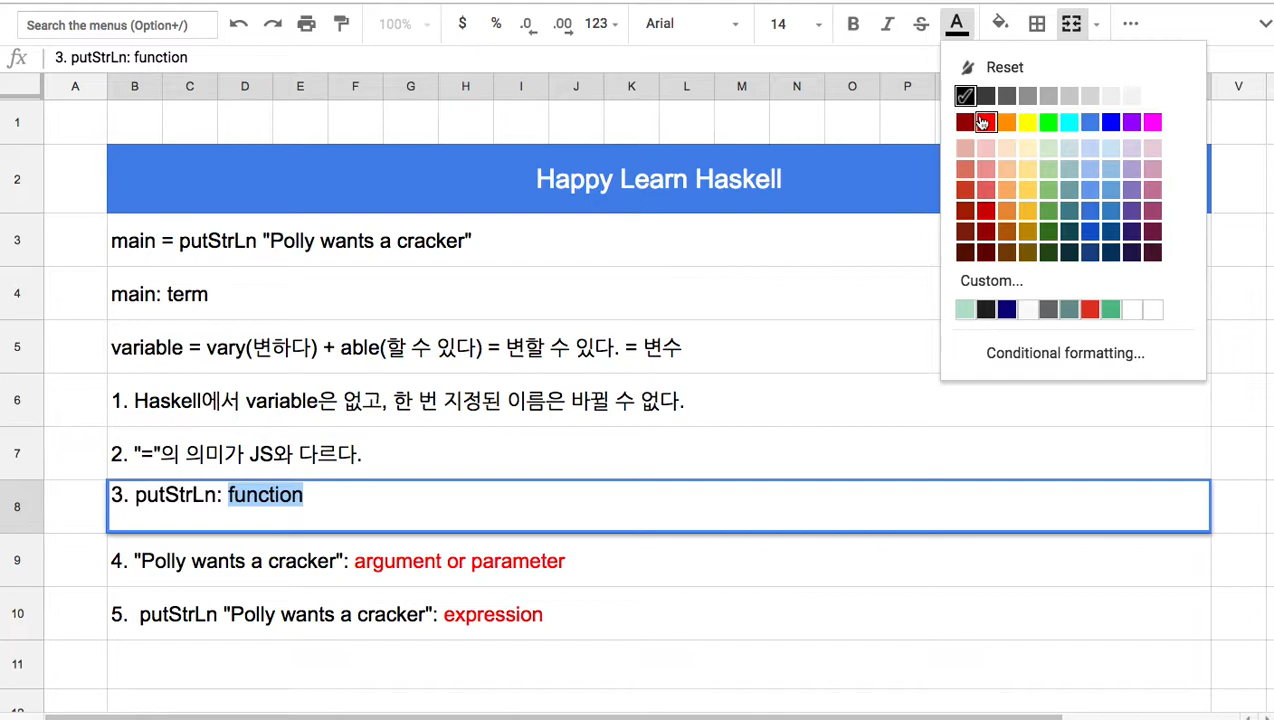 Search the menus (Option+/)
100%
$ % .0 .00 123
Arial
14
B I S A
fx 3. putStrLn: function
Reset
A B C D E F G H I J K L M N O P V
1
2 Happy Learn Haskell
3 main = putStrLn "Polly wants a cracker"
4 main: term
Custom...
5 variable = vary(변하다) + able(할 수 있다) = 변할 수 있다. = 변수
Conditional formatting...
6 1. Haskell에서 variable은 없고, 한 번 지정된 이름은 바뀔 수 없다.
7 2. "="의 의미가 JS와 다르다.
8 3. putStrLn: function
9 4. "Polly wants a cracker": argument or parameter
10 5. putStrLn "Polly wants a cracker": expression
11
12